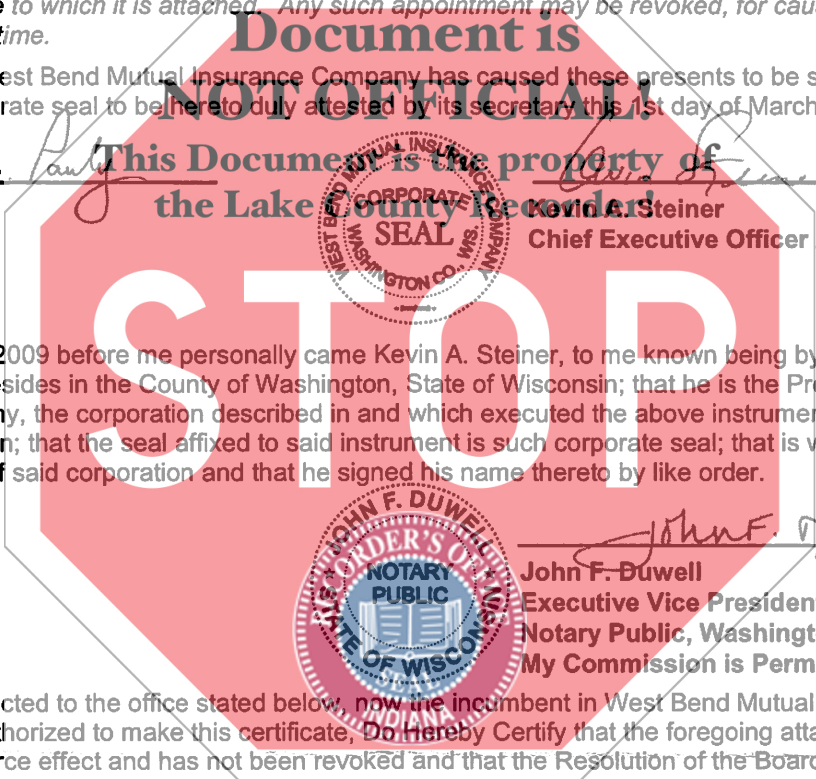 e to which it is attached. Any such appointment may be revoked, for cau
time.
Document is
est Bend Mutual Insurance Company has caused these presents to be s
NOT OFFICIAL!
rate seal to be hereto duly attested by its secretary this 1st day of March
This Document is the property of
the Lake County Recorder!
WEST BEND MUTUAL INSURANCE COMPANY
CORPORATE
SEAL
WASHINGTON CO., WIS.
Kevin A. Steiner
Chief Executive Officer
STOP
2009 before me personally came Kevin A. Steiner, to me known being by
sides in the County of Washington, State of Wisconsin; that he is the Pre
y, the corporation described in and which executed the above instrumen
n; that the seal affixed to said instrument is such corporate seal; that is w
f said corporation and that he signed his name thereto by like order.
JOHN F. DUWELL
NOTARY
PUBLIC
STATE OF WISCONSIN
SEAL
INDIANA
John F.
John F. Duwell
Executive Vice Presiden
Notary Public, Washingt
My Commission is Perm
cted to the office stated below, now the incumbent in West Bend Mutual
thorized to make this certificate, Do Hereby Certify that the foregoing atta
rce effect and has not been revoked and that the Resolution of the Board